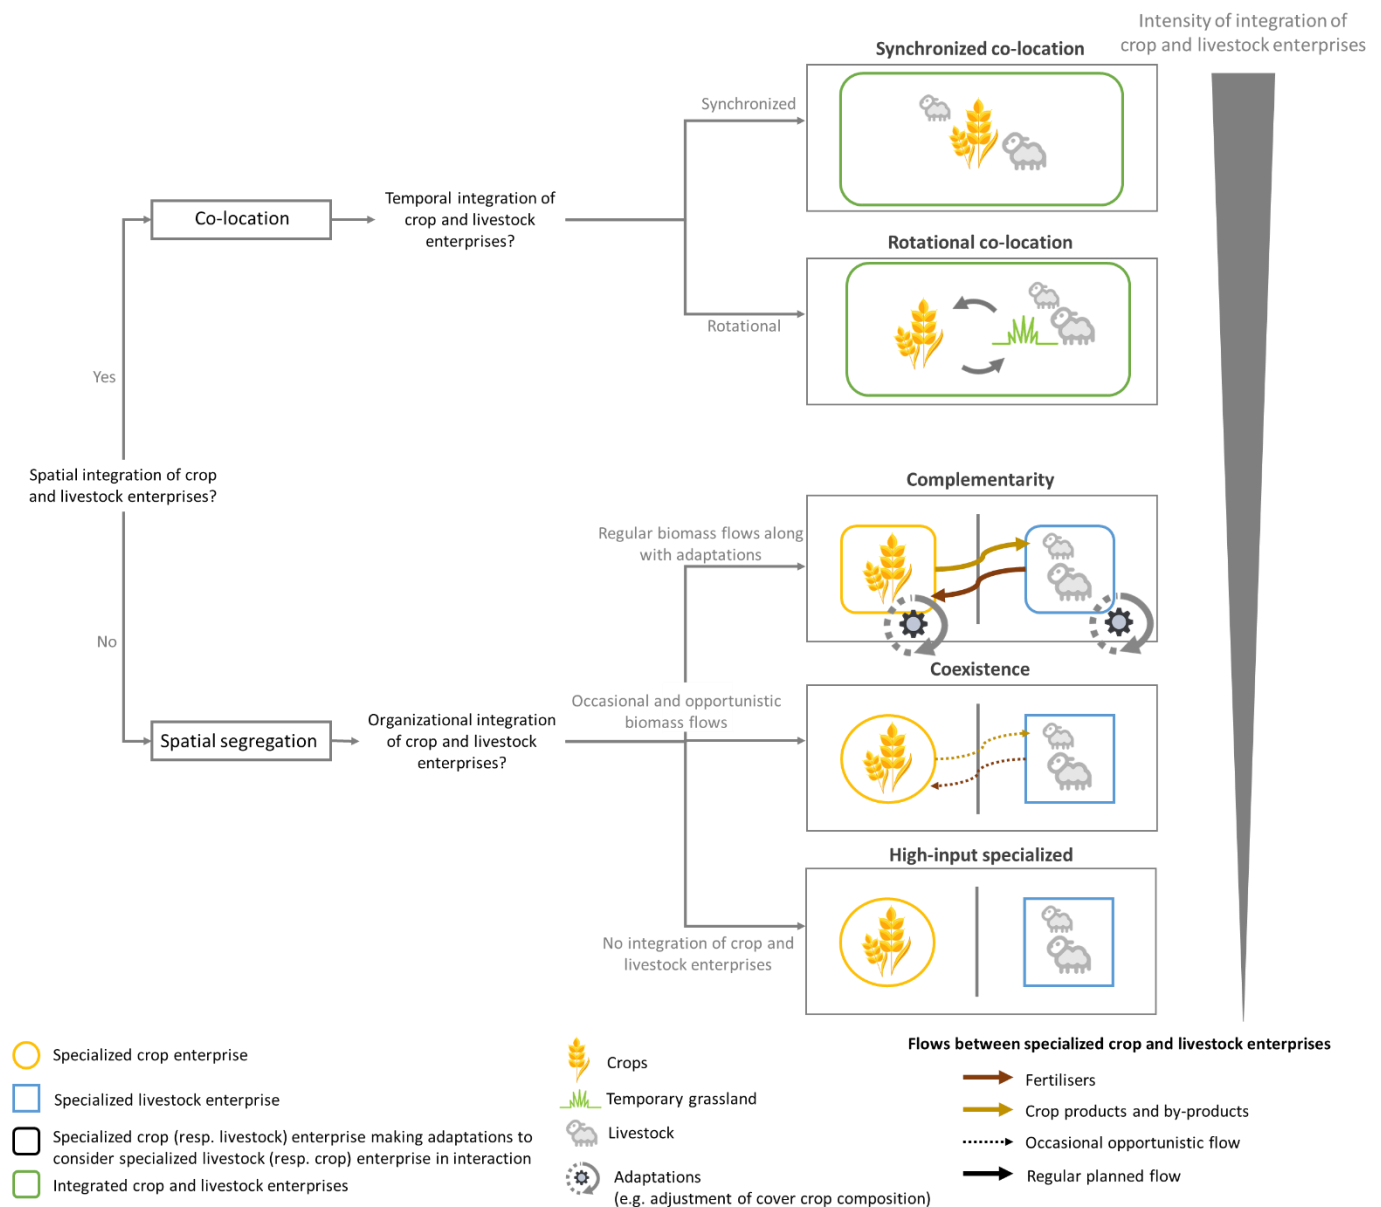 Intensity of integration of
crop and livestock enterprises
Synchronized co-location
Synchronized
Co-location
Temporal integration of
crop and livestock
enterprises?
Rotational co-location
Rotational
Yes
Spatial integration of crop
and livestock enterprises?
Complementarity
Regular biomass flows along
with adaptations
No
Coexistence
Occasional and opportunistic
biomass flows
Spatial segregation
Organizational integration
of crop and livestock
enterprises?
High-input specialized
No integration of crop and
livestock enterprises
Specialized crop enterprise
Specialized livestock enterprise
Specialized crop (resp. livestock) enterprise making adaptations to
consider specialized livestock (resp. crop) enterprise in interaction
Integrated crop and livestock enterprises
Crops
Temporary grassland
Livestock
Adaptations
(e.g. adjustment of cover crop composition)
Flows between specialized crop and livestock enterprises
Fertilisers
Crop products and by-products
Occasional opportunistic flow
Regular planned flow